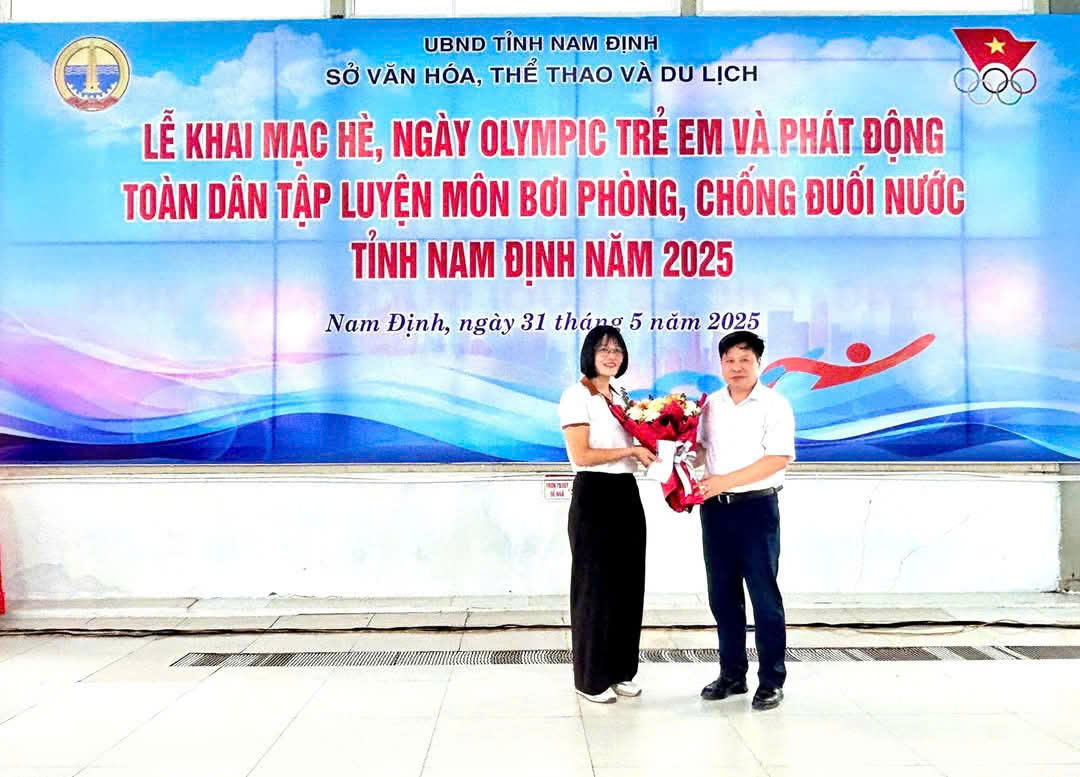 UBND TỈNH NAM ĐỊNH
SỞ VĂN HÓA, THỂ THAO VÀ DU LỊCH
LỄ KHAI MẠC HÈ, NGÀY OLYMPIC TRẺ EM VÀ PHÁT ĐỘNG
TOÀN DÂN TẬP LUYỆN MÔN BƠI PHÒNG, CHỐNG ĐUỐI NƯỚC
TỈNH NAM ĐỊNH NĂM 2025
Nam Định, ngày 31 tháng 5 năm 2025